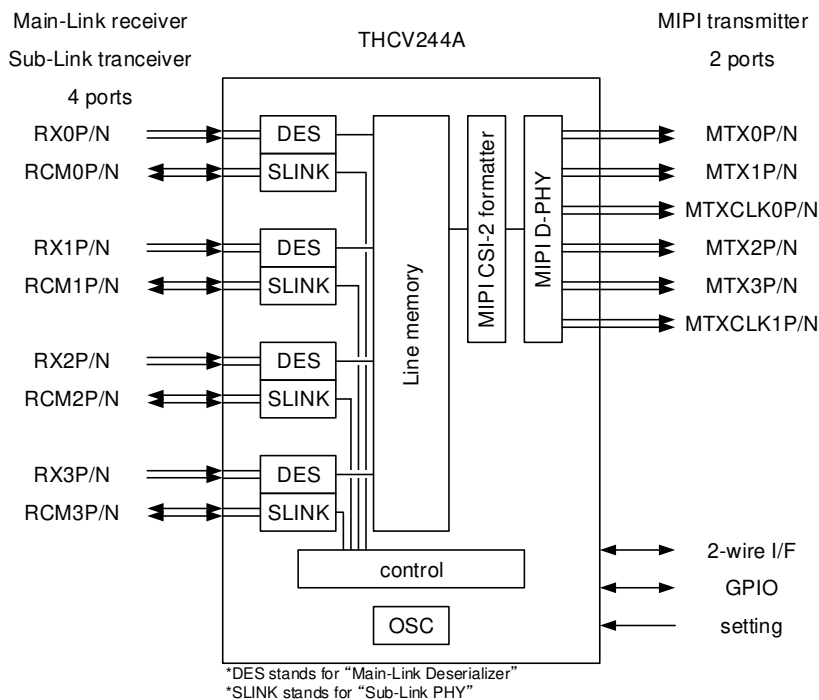 Main-Link receiver
Sub-Link tranceiver
4 ports
THCV244A
MIPI transmitter
2 ports
RX0P/N
RCM0P/N
RX1P/N
RCM1P/N
RX2P/N
RCM2P/N
RX3P/N
RCM3P/N
DES
SLINK
DES
SLINK
DES
SLINK
DES
SLINK
Line memory
MIPI CSI-2 formatter
MIPI D-PHY
MTX0P/N
MTX1P/N
MTXCLK0P/N
MTX2P/N
MTX3P/N
MTXCLK1P/N
control
OSC
2-wire I/F
GPIO
setting
*DES stands for “Main-Link Deserializer”
*SLINK stands for “Sub-Link PHY”